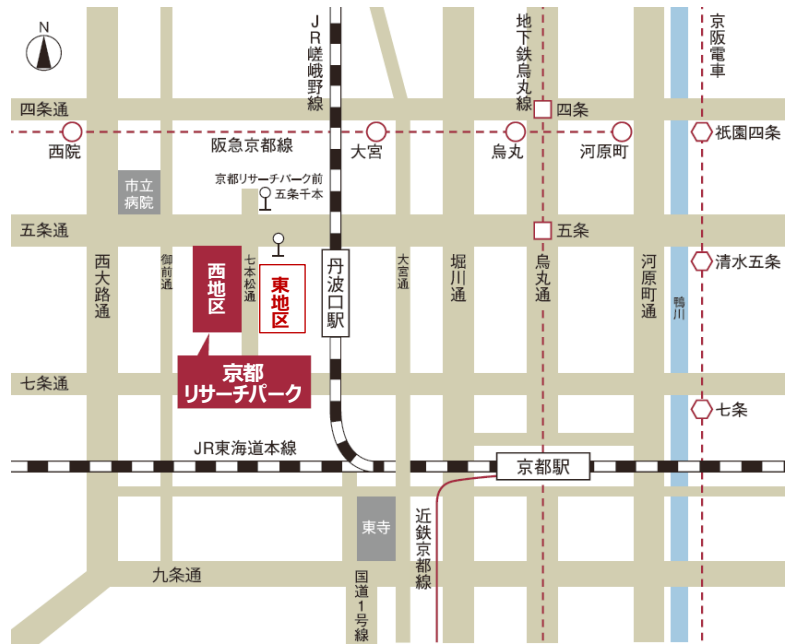 JR嵯峨野線
地下鉄烏丸線
京阪電車
四条通
四条
西院
阪急京都線
大宮
烏丸
河原町
祇園四条
市立
病院
京都リサーチパーク前
五条千本
五条通
五条
西大路通
御前通
西地区
七本松通
東地区
丹波口駅
大宮通
堀川通
烏丸通
河原町通
鴨川
清水五条
京都
リサーチパーク
七条通
七条
JR東海道本線
京都駅
東寺
近鉄京都線
九条通
国道1号線